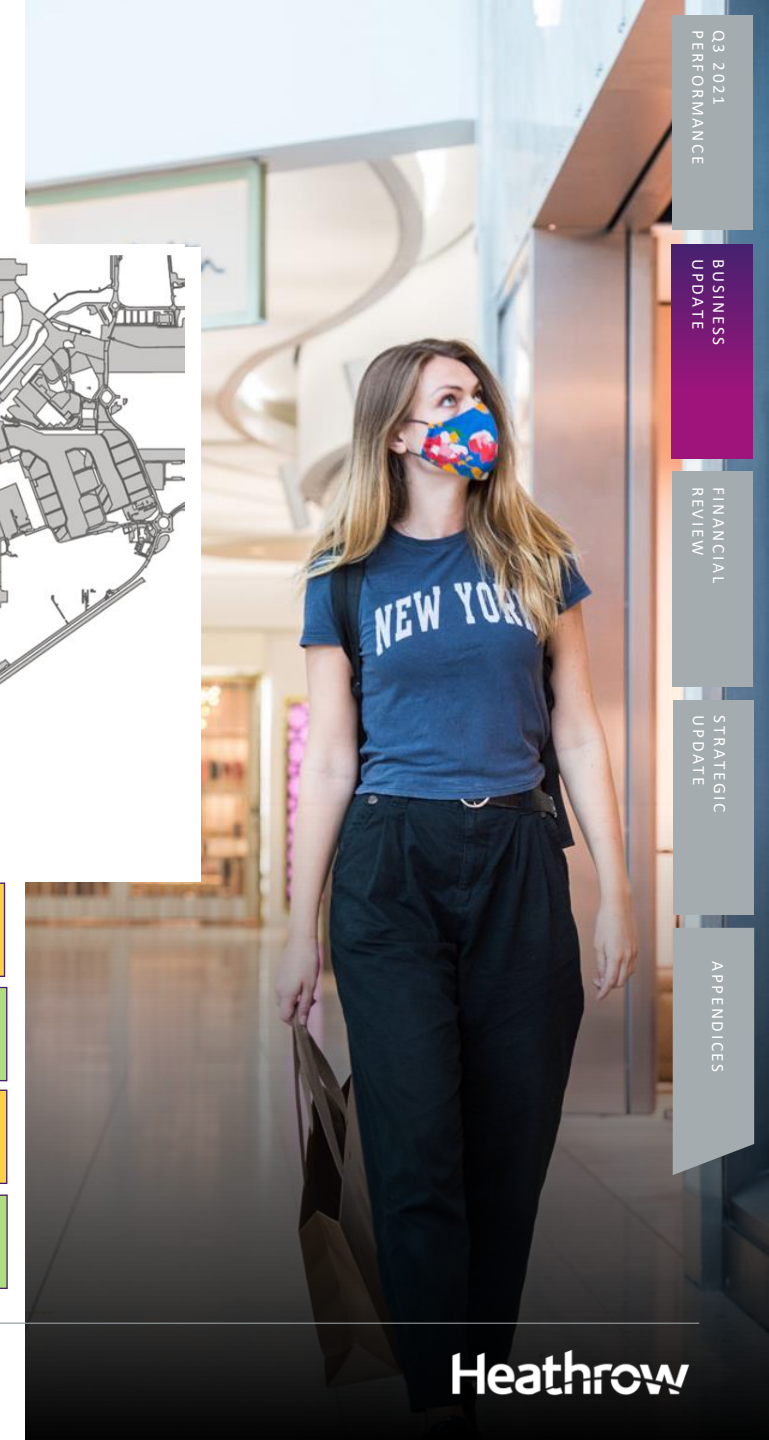 Q3 2021
PERFORMANCE
BUSINESS
UPDATE
NEW YORK
FINANCIAL
REVIEW
STRATEGIC
UPDATE
APPENDICES
Heathrow